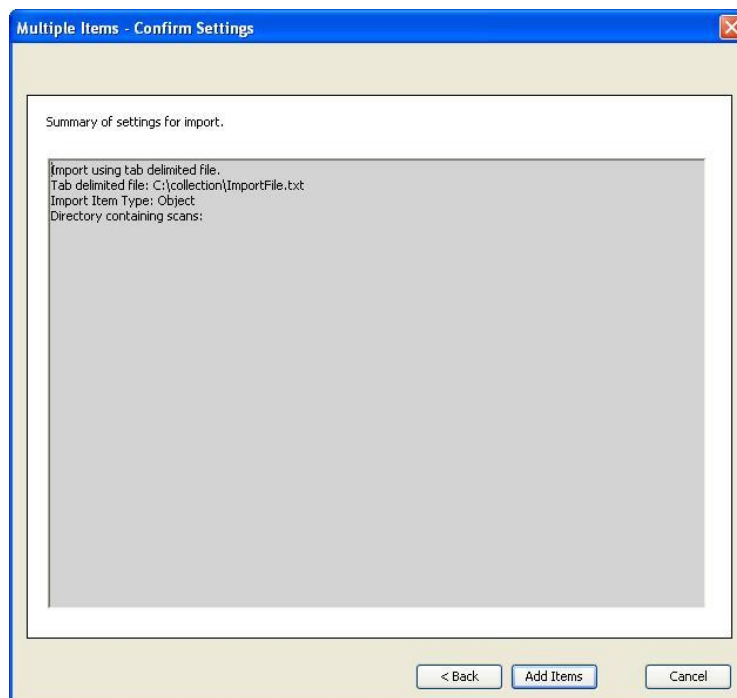 Multiple Items - Confirm Settings
Summary of settings for import.
Import using tab delimited file.
Tab delimited file: C:\collection\ImportFile.txt
Import Item Type: Object
Directory containing scans:
< Back Add Items Cancel